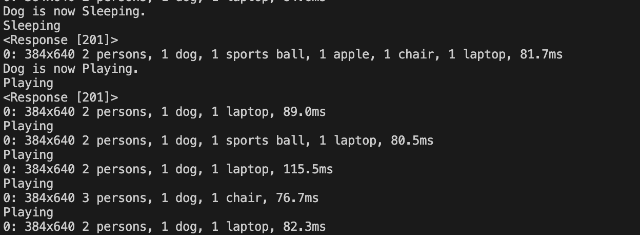 Dog is now Sleeping.
Sleeping
<Response [201]>
0: 384x640 2 persons, 1 dog, 1 sports ball, 1 apple, 1 chair, 1 laptop, 81.7ms
Dog is now Playing.
Playing
<Response [201]>
0: 384x640 2 persons, 1 dog, 1 laptop, 89.0ms
Playing
0: 384x640 2 persons, 1 dog, 1 sports ball, 1 laptop, 80.5ms
Playing
0: 384x640 2 persons, 1 dog, 1 laptop, 115.5ms
Playing
0: 384x640 3 persons, 1 dog, 1 chair, 76.7ms
Playing
0: 384x640 2 persons, 1 dog, 1 laptop, 82.3ms